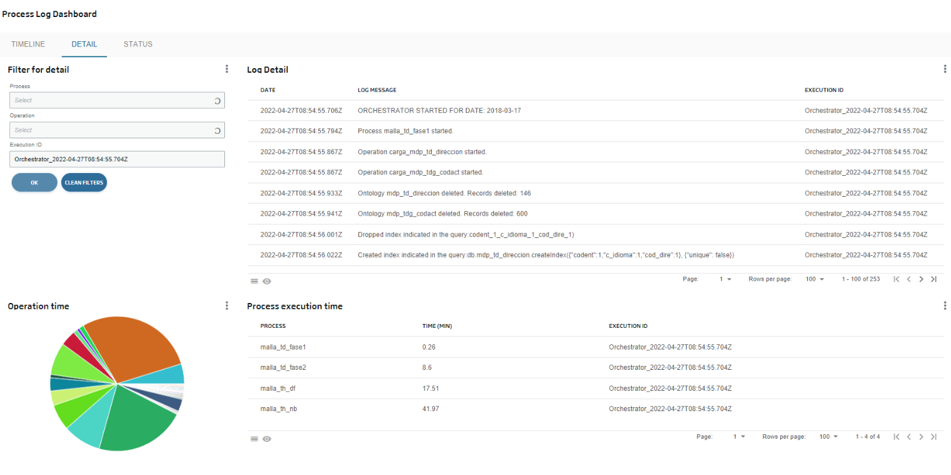 Process Log Dashboard
TIMELINE DETAIL STATUS
Filter for detail
Process
Select
Operation
Select
Execution ID
Orchestrator_2022-04-27T08:54:55.704Z
OK CLEAN FILTERS
Log Detail
DATE LOG MESSAGE EXECUTION ID
2022-04-27T08:54:55.706Z ORCHESTRATOR STARTED FOR DATE: 2018-03-17 Orchestrator_2022-04-27T08:54:55.704Z
2022-04-27T08:54:55.794Z Process malla_td_fase1 started. Orchestrator_2022-04-27T08:54:55.704Z
2022-04-27T08:54:55.867Z Operation carga_mdp_td_direccion started. Orchestrator_2022-04-27T08:54:55.704Z
2022-04-27T08:54:55.867Z Operation carga_mdp_tdg_codact started. Orchestrator_2022-04-27T08:54:55.704Z
2022-04-27T08:54:55.933Z Ontology mdp_td_direccion deleted. Records deleted: 146 Orchestrator_2022-04-27T08:54:55.704Z
2022-04-27T08:54:55.941Z Ontology mdp_tdg_codact deleted. Records deleted: 600 Orchestrator_2022-04-27T08:54:55.704Z
2022-04-27T08:54:56.001Z Dropped index indicated in the query:codent_1_c_idioma_1_cod_dire_1) Orchestrator_2022-04-27T08:54:55.704Z
2022-04-27T08:54:56.022Z Created index indicated in the query:db.mdp_td_direccion.createIndex({"codent":1,"c_idioma":1,"cod_dire":1}, {"unique": false}) Orchestrator_2022-04-27T08:54:55.704Z
Page: 1 Rows per page: 100 1 - 100 of 253
Operation time
Process execution time
PROCESS TIME (MIN) EXECUTION ID
malla_td_fase1 0.26 Orchestrator_2022-04-27T08:54:55.704Z
malla_td_fase2 8.6 Orchestrator_2022-04-27T08:54:55.704Z
malla_th_df 17.51 Orchestrator_2022-04-27T08:54:55.704Z
malla_th_nb 41.97 Orchestrator_2022-04-27T08:54:55.704Z
Page: 1 Rows per page: 100 1 - 4 of 4